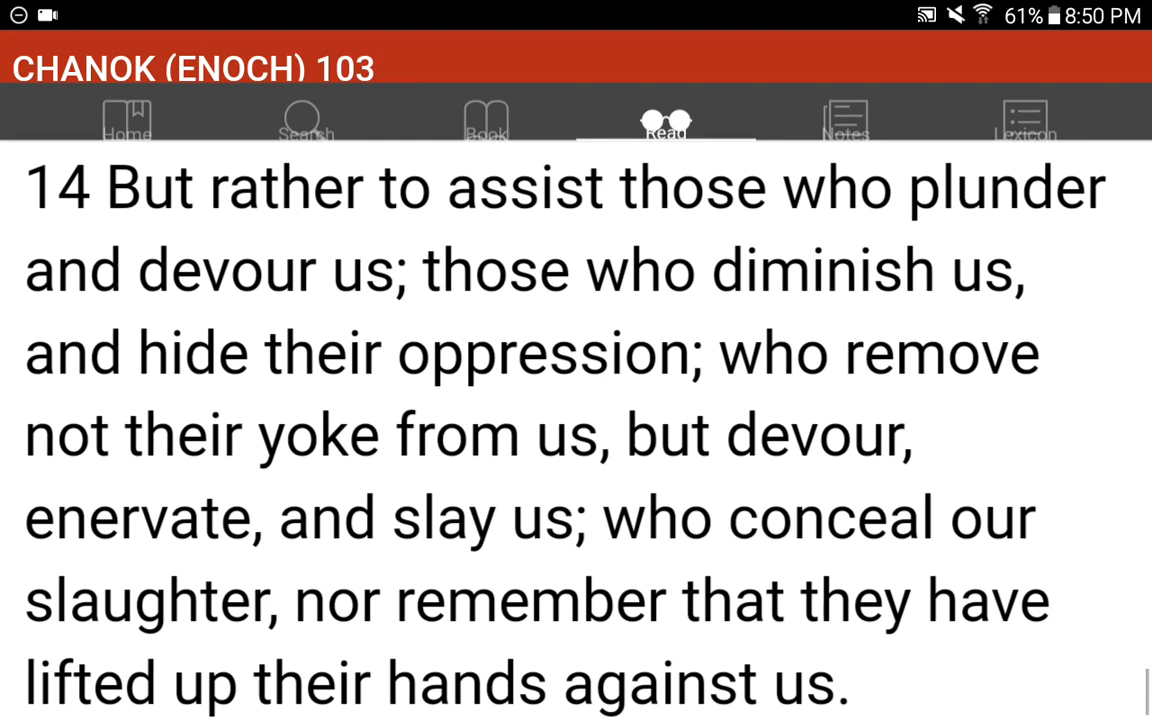 61% 8:50 PM
CHANOK (ENOCH) 103
Home Search Book Read Notes Lexicon
14 But rather to assist those who plunder
and devour us; those who diminish us,
and hide their oppression; who remove
not their yoke from us, but devour,
enervate, and slay us; who conceal our
slaughter, nor remember that they have
lifted up their hands against us.